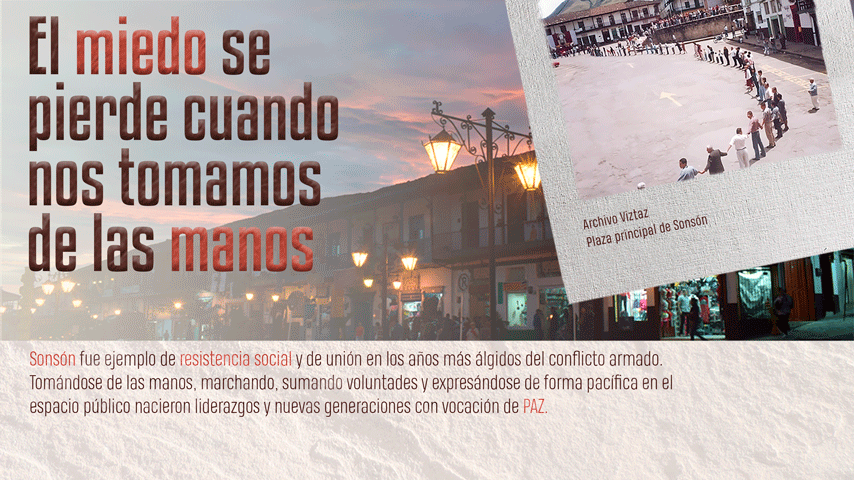 El miedo se
pierde cuando
nos tomamos
de las manos
Archivo Viztaz
Plaza principal de Sonsón
Sonsón fue ejemplo de resistencia social y de unión en los años más álgidos del conflicto armado.
Tomándose de las manos, marchando, sumando voluntades y expresándose de forma pacífica en el
espacio público nacieron liderazgos y nuevas generaciones con vocación de PAZ.